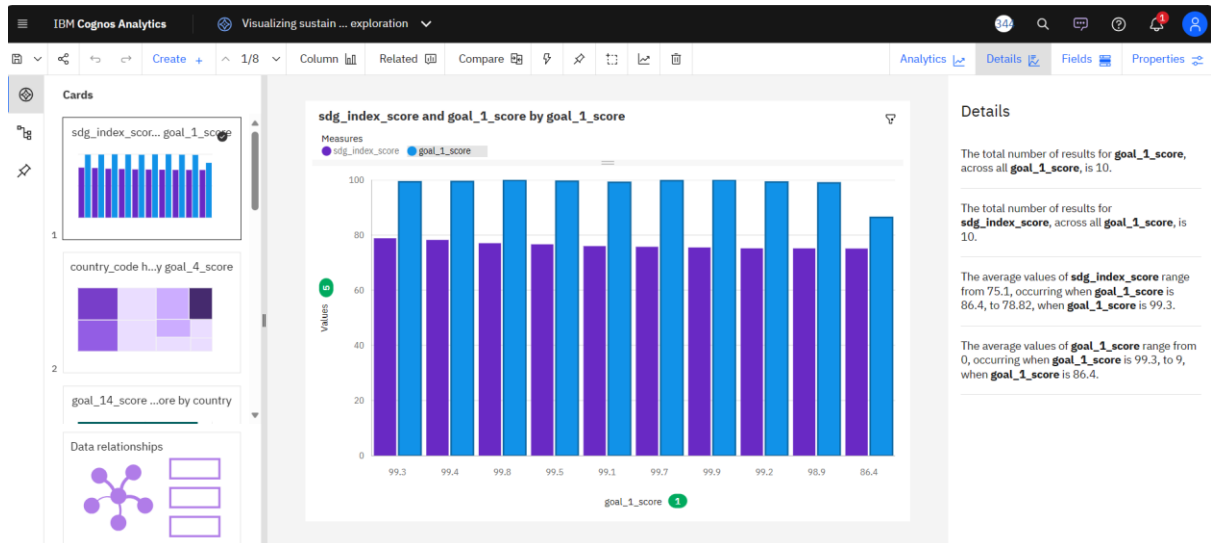 IBM Cognos Analytics
Visualizing sustain ... exploration
344
1
Create +
1/8
Column
Related
Compare
Analytics
Details
Fields
Properties
Cards
sdg_index_scor... goal_1_score
1
country_code h...y goal_4_score
2
goal_14_score ...ore by country
Data relationships
sdg_index_score and goal_1_score by goal_1_score
Measures
sdg_index_score goal_1_score
100
80
60
40
20
0
Values 5
99.3 99.4 99.8 99.5 99.1 99.7 99.9 99.2 98.9 86.4
goal_1_score 1
Details
The total number of results for goal_1_score,
across all goal_1_score, is 10.
The total number of results for
sdg_index_score, across all goal_1_score, is
10.
The average values of sdg_index_score range
from 75.1, occurring when goal_1_score is
86.4, to 78.82, when goal_1_score is 99.3.
The average values of goal_1_score range from
0, occurring when goal_1_score is 99.3, to 9,
when goal_1_score is 86.4.